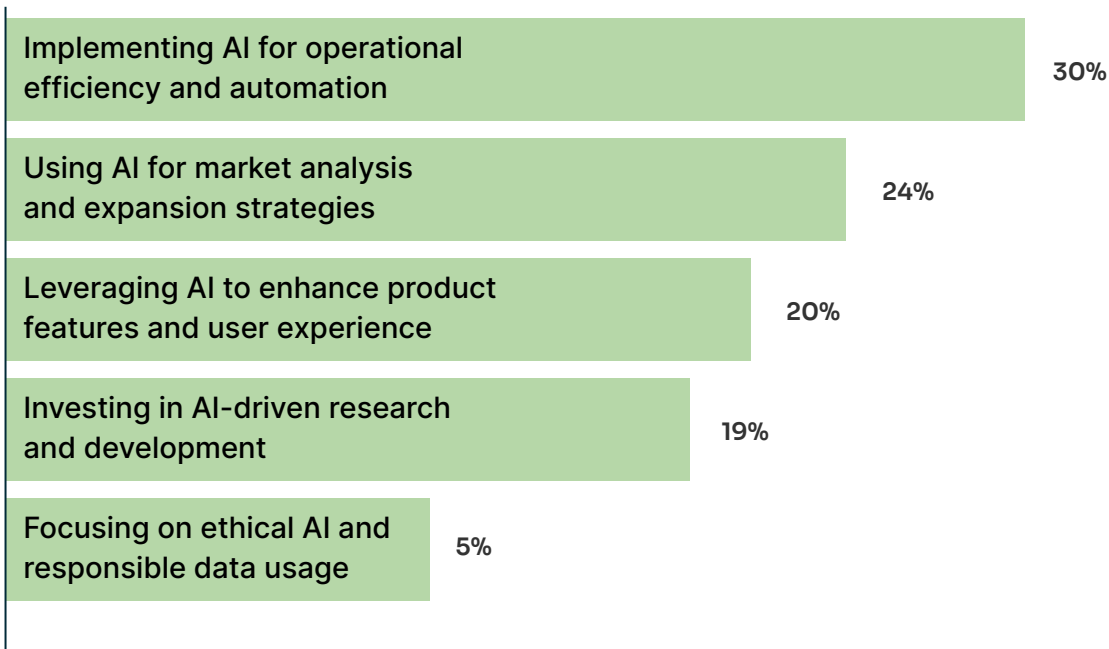 Implementing AI for operational
efficiency and automation
30%
Using AI for market analysis
and expansion strategies
24%
Leveraging AI to enhance product
features and user experience
20%
Investing in AI-driven research
and development
19%
Focusing on ethical AI and
responsible data usage
5%